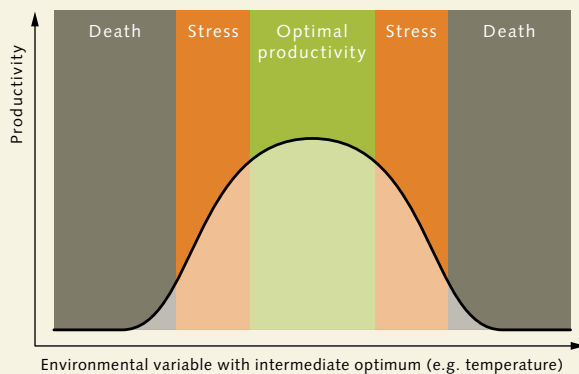 Death
Stress
Optimal
productivity
Stress
Death
Productivity
Environmental variable with intermediate optimum (e.g. temperature)